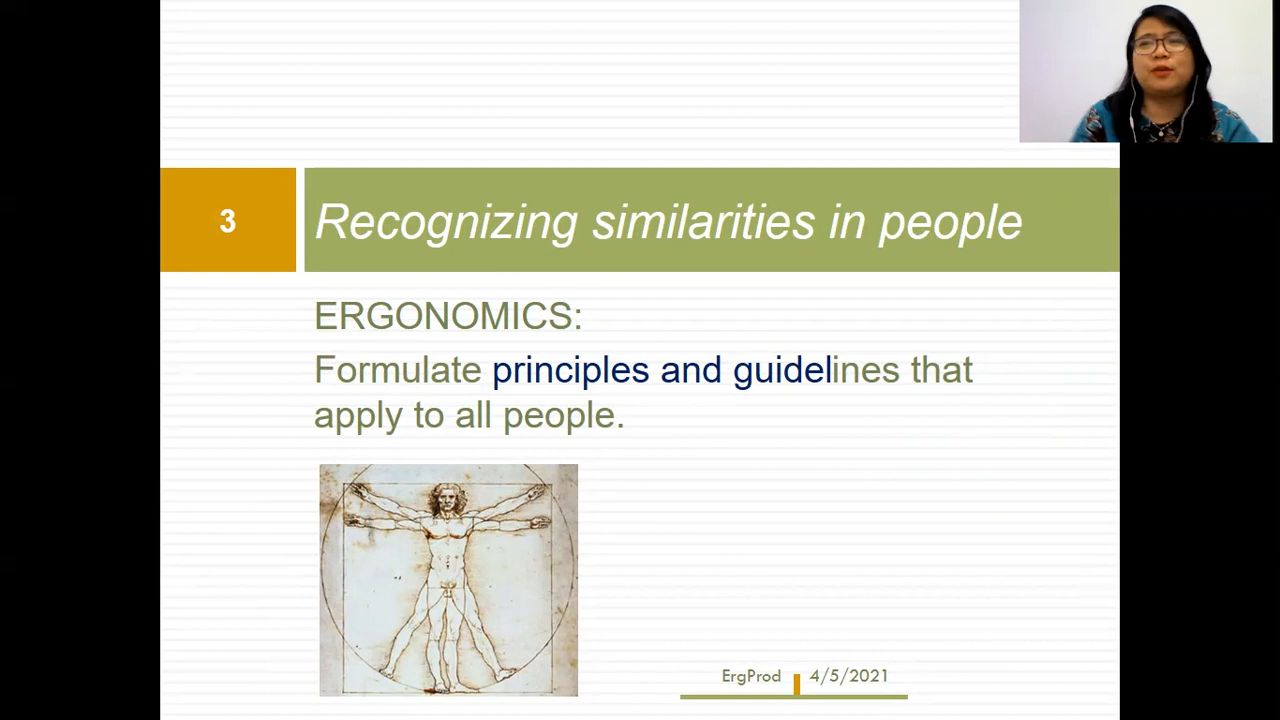 3
Recognizing similarities in people
ERGONOMICS:
Formulate principles and guidelines that
apply to all people.
ErgProd 4/5/2021